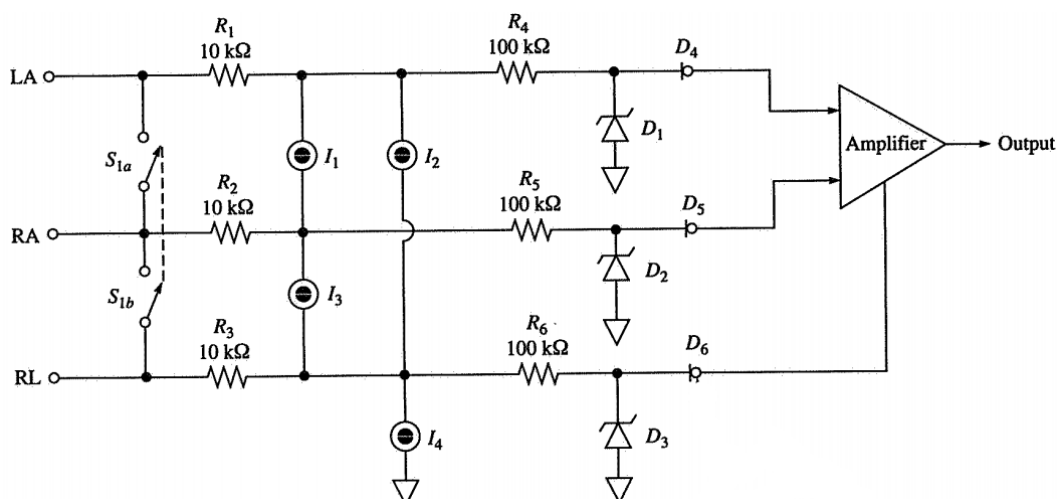 R1
10 kΩ
R4
100 kΩ
D4
LA
D1
Amplifier
Output
S1a
I1
I2
R2
10 kΩ
R5
100 kΩ
D5
RA
D2
S1b
I3
R3
10 kΩ
R6
100 kΩ
D6
RL
I4
D3